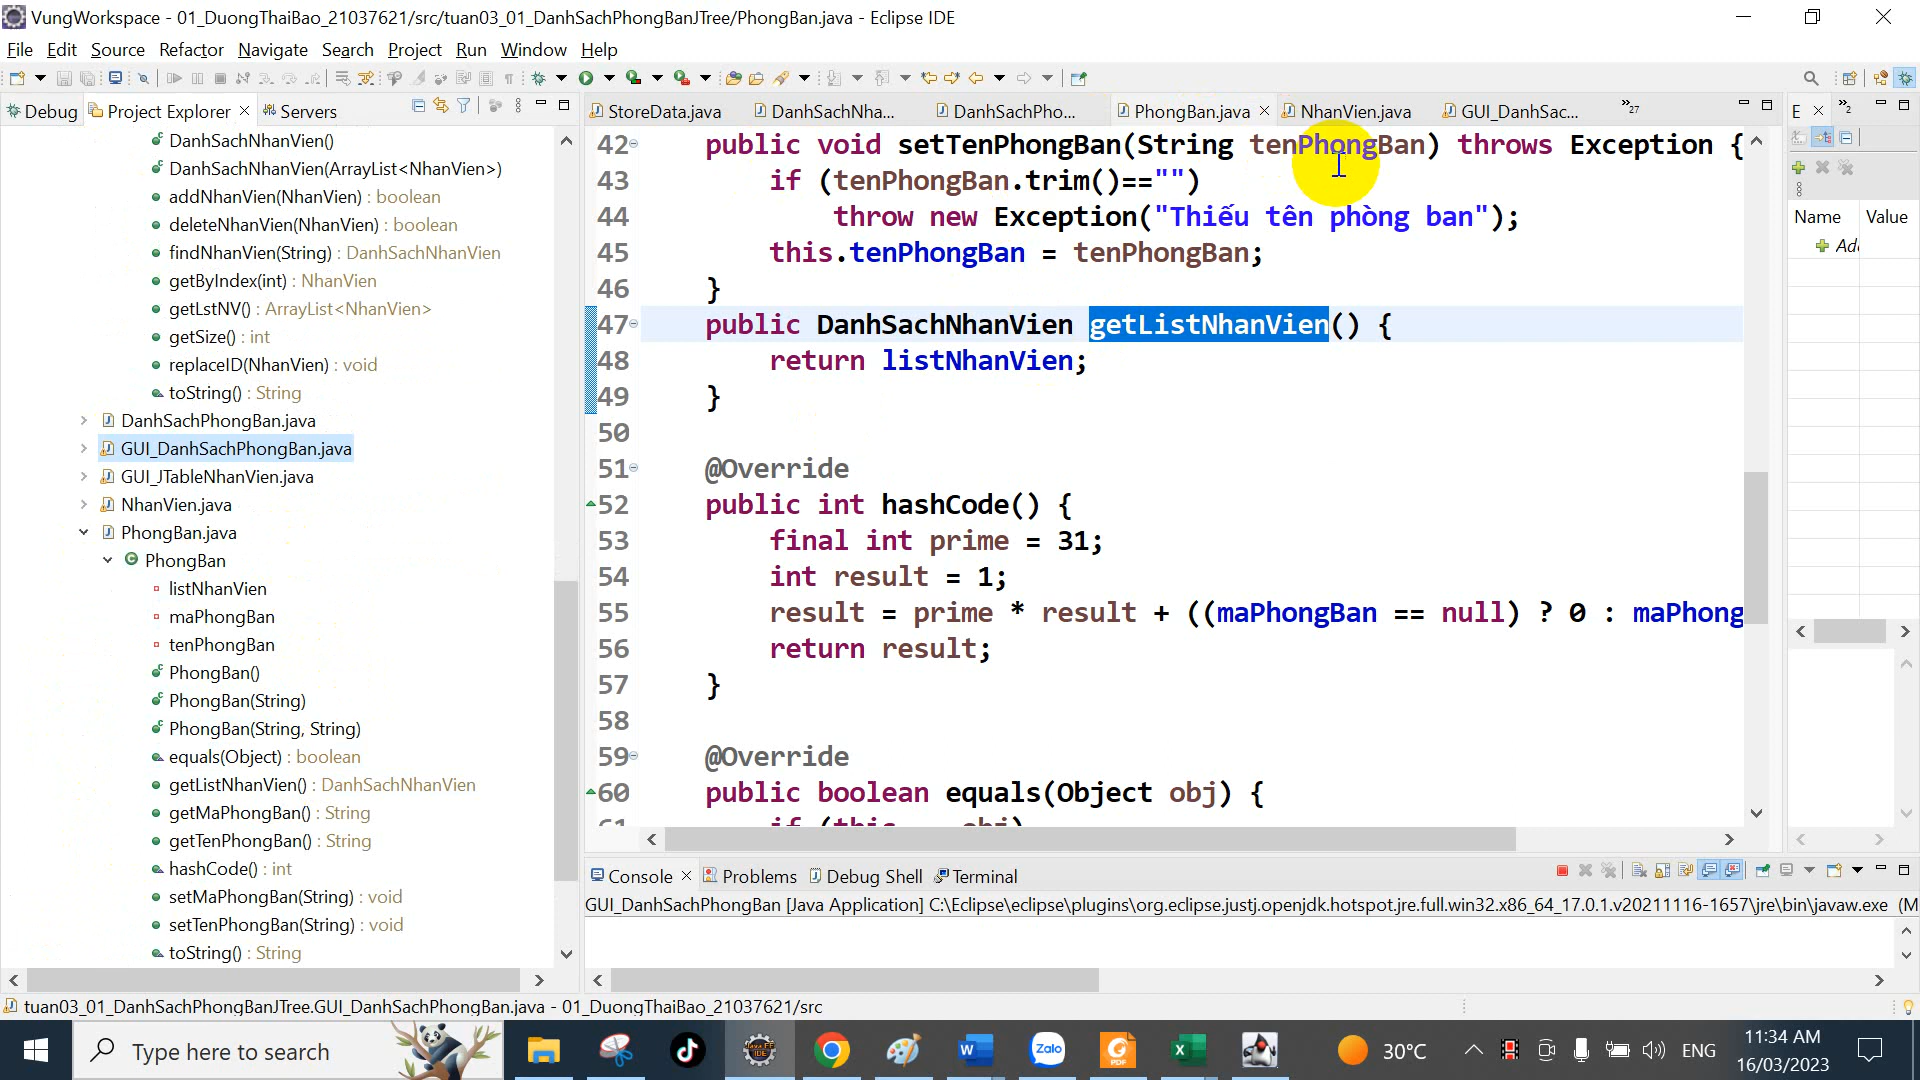 VungWorkspace - 01_DuongThaiBao_21037621/src/tuan03_01_DanhSachPhongBanJTree/PhongBan.java - Eclipse IDE
File Edit Source Refactor Navigate Search Project Run Window Help
Debug Project Explorer Servers
StoreData.java DanhSachNha... DanhSachPho... PhongBan.java NhanVien.java GUI_DanhSac... 27
E 2
DanhSachNhanVien()
DanhSachNhanVien(ArrayList<NhanVien>)
addNhanVien(NhanVien) : boolean
deleteNhanVien(NhanVien) : boolean
findNhanVien(String) : DanhSachNhanVien
getByIndex(int) : NhanVien
getLstNV() : ArrayList<NhanVien>
getSize() : int
replaceID(NhanVien) : void
toString() : String
DanhSachPhongBan.java
GUI_DanhSachPhongBan.java
GUI_JTableNhanVien.java
NhanVien.java
PhongBan.java
PhongBan
listNhanVien
maPhongBan
tenPhongBan
PhongBan()
PhongBan(String)
PhongBan(String, String)
equals(Object) : boolean
getListNhanVien() : DanhSachNhanVien
getMaPhongBan() : String
getTenPhongBan() : String
hashCode() : int
setMaPhongBan(String) : void
setTenPhongBan(String) : void
toString() : String
42 public void setTenPhongBan(String tenPhongBan) throws Exception {
43 if (tenPhongBan.trim()=="")
44 throw new Exception("Thiếu tên phòng ban");
45 this.tenPhongBan = tenPhongBan;
46 }
47 public DanhSachNhanVien getListNhanVien() {
48 return listNhanVien;
49 }
50
51 @Override
52 public int hashCode() {
53 final int prime = 31;
54 int result = 1;
55 result = prime * result + ((maPhongBan == null) ? 0 : maPhong
56 return result;
57 }
58
59 @Override
60 public boolean equals(Object obj) {
Name Value
Console Problems Debug Shell Terminal
GUI_DanhSachPhongBan [Java Application] C:\Eclipse\eclipse\plugins\org.eclipse.justj.openjdk.hotspot.jre.full.win32.x86_64_17.0.1.v20211116-1657\jre\bin\javaw.exe (M
tuan03_01_DanhSachPhongBanJTree.GUI_DanhSachPhongBan.java - 01_DuongThaiBao_21037621/src
Type here to search
Zalo
30°C
ENG
11:34 AM
16/03/2023